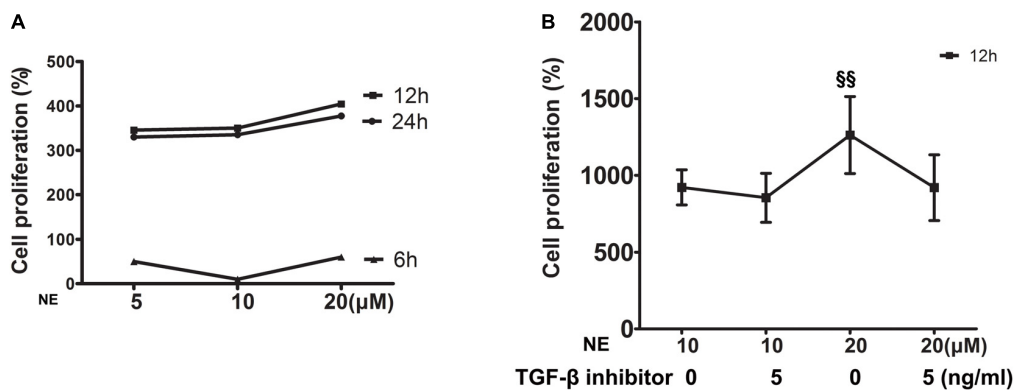 A
Cell proliferation (%)
500
400
300
200
100
0
12h
24h
6h
NE 5 10 20(μM)
B
Cell proliferation (%)
2000
1500
1000
500
0
12h
§§
NE 10 10 20 20(μM)
TGF-β inhibitor 0 5 0 5 (ng/ml)